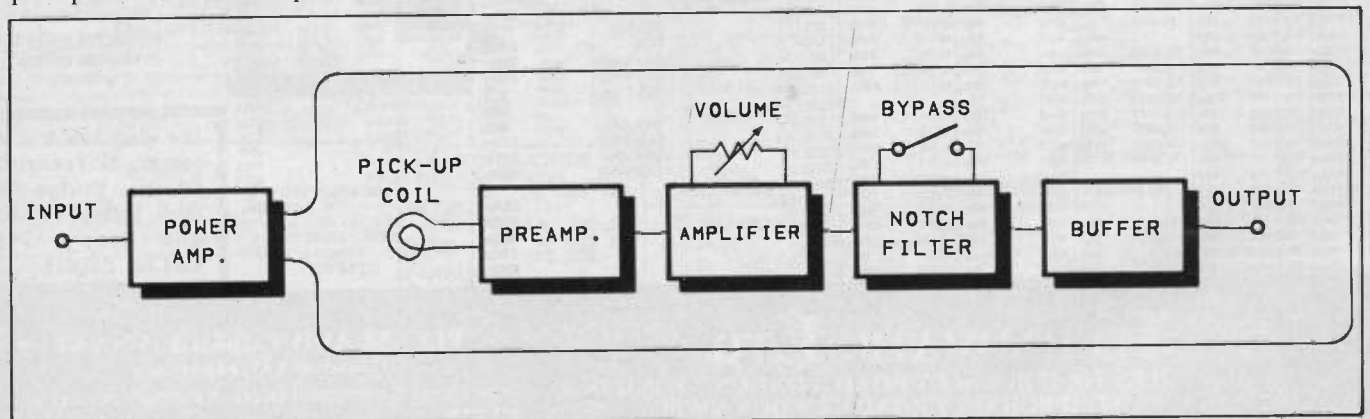 INPUT
POWER
AMP.
PICK-UP
COIL
PREAMP.
VOLUME
AMPLIFIER
BYPASS
NOTCH
FILTER
BUFFER
OUTPUT